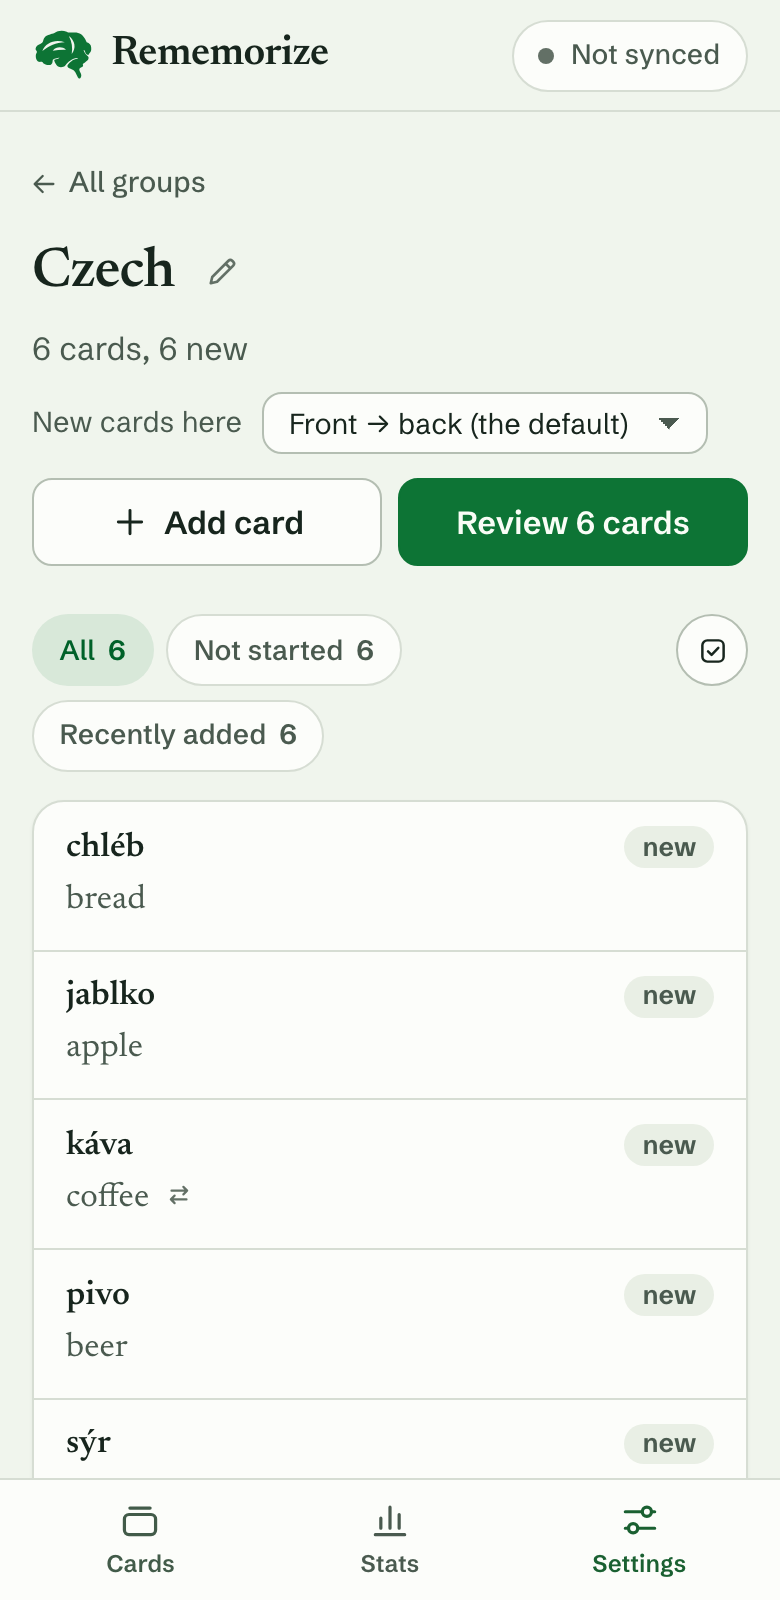 Rememorize
Not synced
← All groups
Czech
6 cards, 6 new
New cards here
Front → back (the default)
+ Add card
Review 6 cards
All 6
Not started 6
Recently added 6
chléb
new
bread
jablko
new
apple
káva
new
coffee ⇄
pivo
new
beer
sýr
new
Cards
Stats
Settings